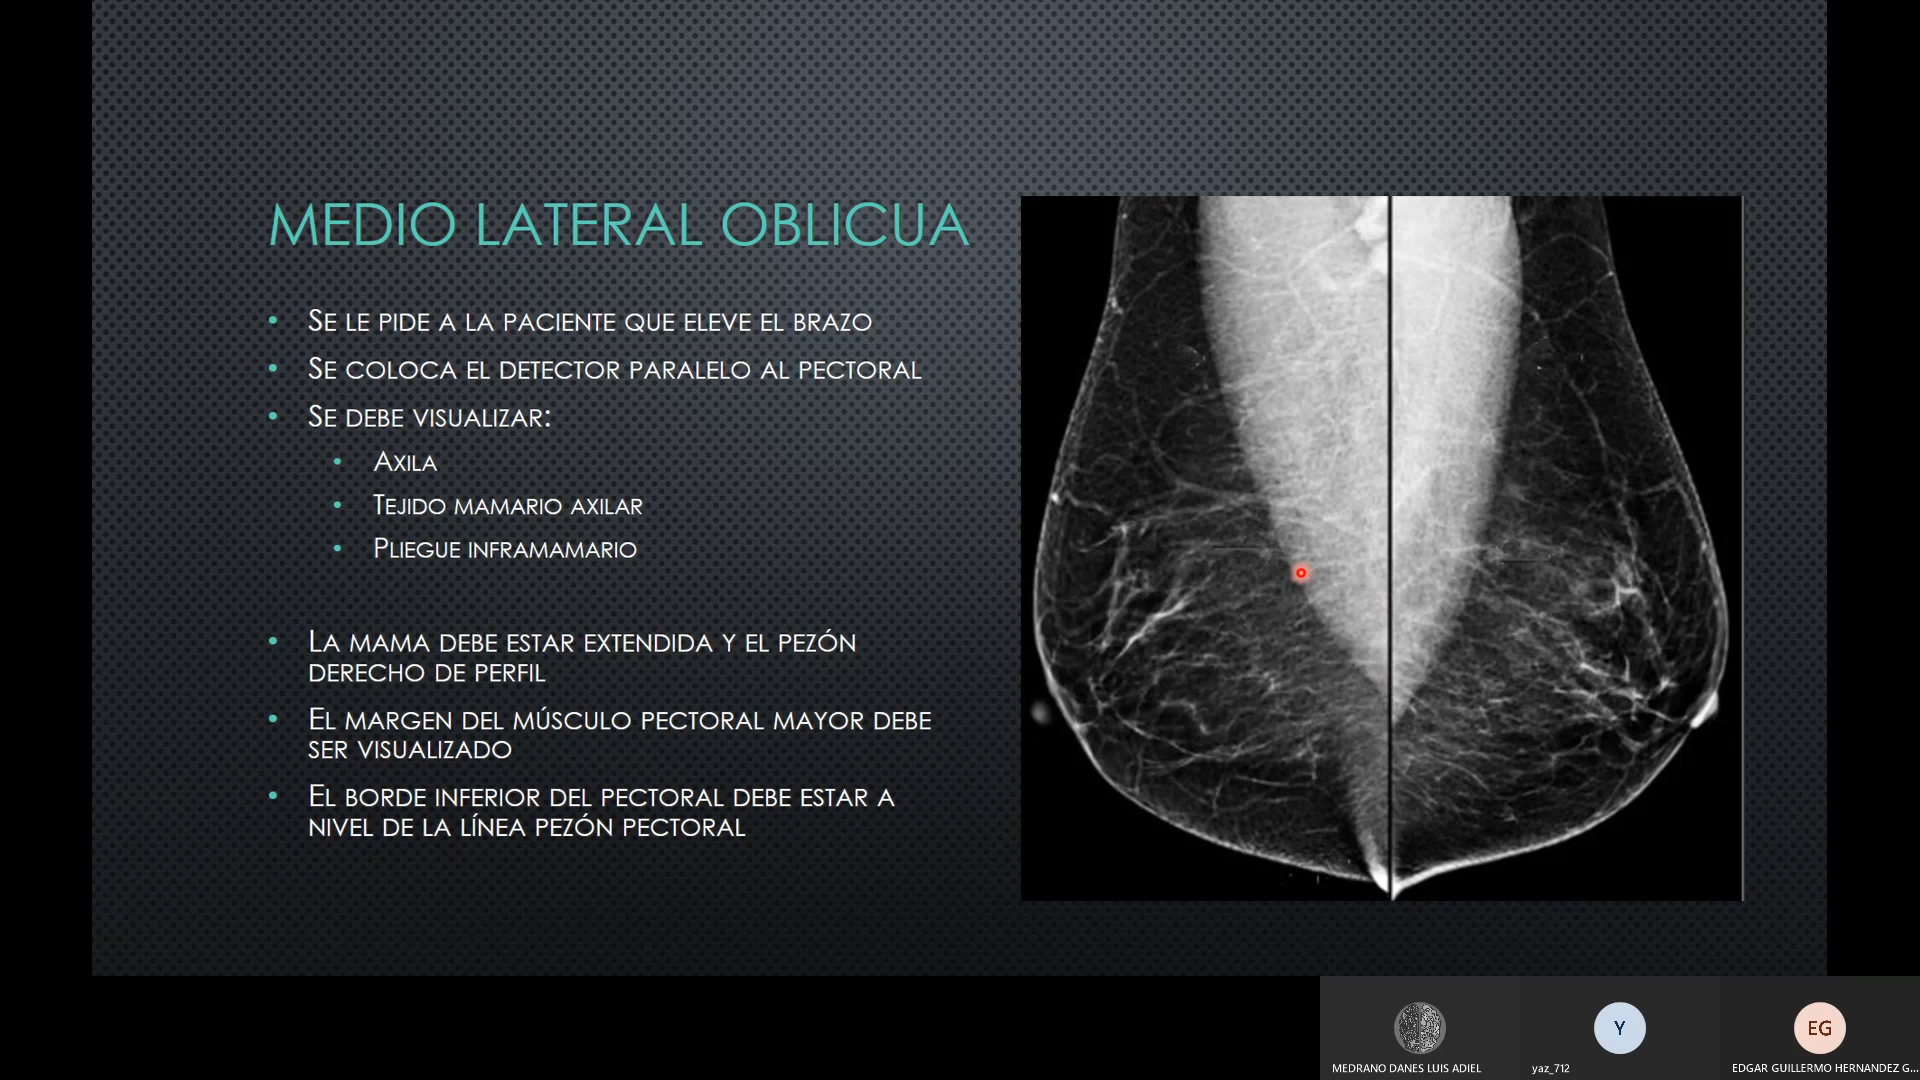 MEDIO LATERAL OBLICUA
• SE LE PIDE A LA PACIENTE QUE ELEVE EL BRAZO
• SE COLOCA EL DETECTOR PARALELO AL PECTORAL
• SE DEBE VISUALIZAR:
• AXILA
• TEJIDO MAMARIO AXILAR
• PLIEGUE INFRAMAMARIO
• LA MAMA DEBE ESTAR EXTENDIDA Y EL PEZÓN
DERECHO DE PERFIL
• EL MARGEN DEL MÚSCULO PECTORAL MAYOR DEBE
SER VISUALIZADO
• EL BORDE INFERIOR DEL PECTORAL DEBE ESTAR A
NIVEL DE LA LÍNEA PEZÓN PECTORAL
Y
EG
MEDRANO DANES LUIS ADIEL
yaz_712
EDGAR GUILLERMO HERNANDEZ G...